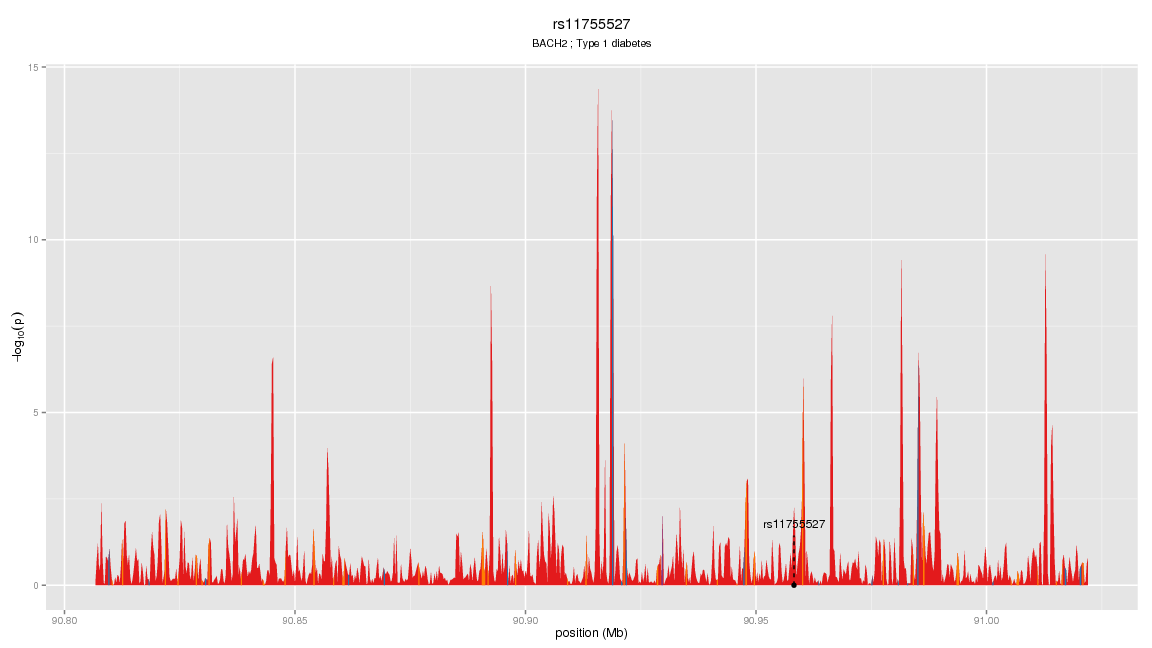 rs11755527
BACH2 ; Type 1 diabetes
15
10
5
0
−log10(p)
rs11755527
90.80
90.85
90.90
90.95
91.00
position (Mb)